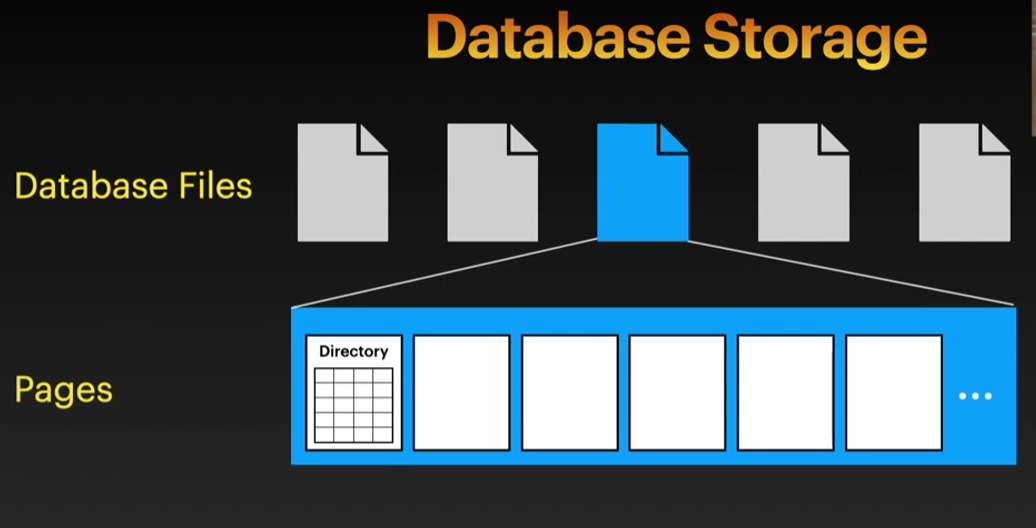 Database Storage
Database Files
Directory
Pages
...